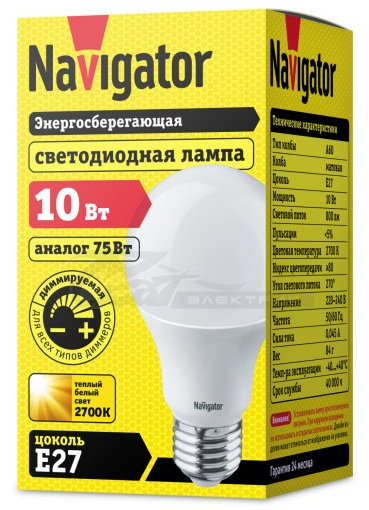 Navigator
Энергосберегающая
светодиодная лампа
10 Вт
аналог 75 Вт
диммируемая
- +
Для всех типов диммеров
теплый
белый
свет
2700K
цоколь
E27
Navigator
ЭЛЕКТР
Navigator
Технические характеристики
Тип колбы A60
Колба матовая
Цоколь E27
Мощность 10 Вт
Световой поток 800 лм
Пульсации <5%
Цветовая температура 2700 K
Индекс цветопередачи ≥80
Угол светового потока 270°
Напряжение 220-240 В
Частота 50/60 Гц
Сила тока 0,045 А
Вес 84 г
Темп-ра эксплуатации -40...+40°C
Срок службы 40 000 ч
Внимание!
Гарантия 24 месяца